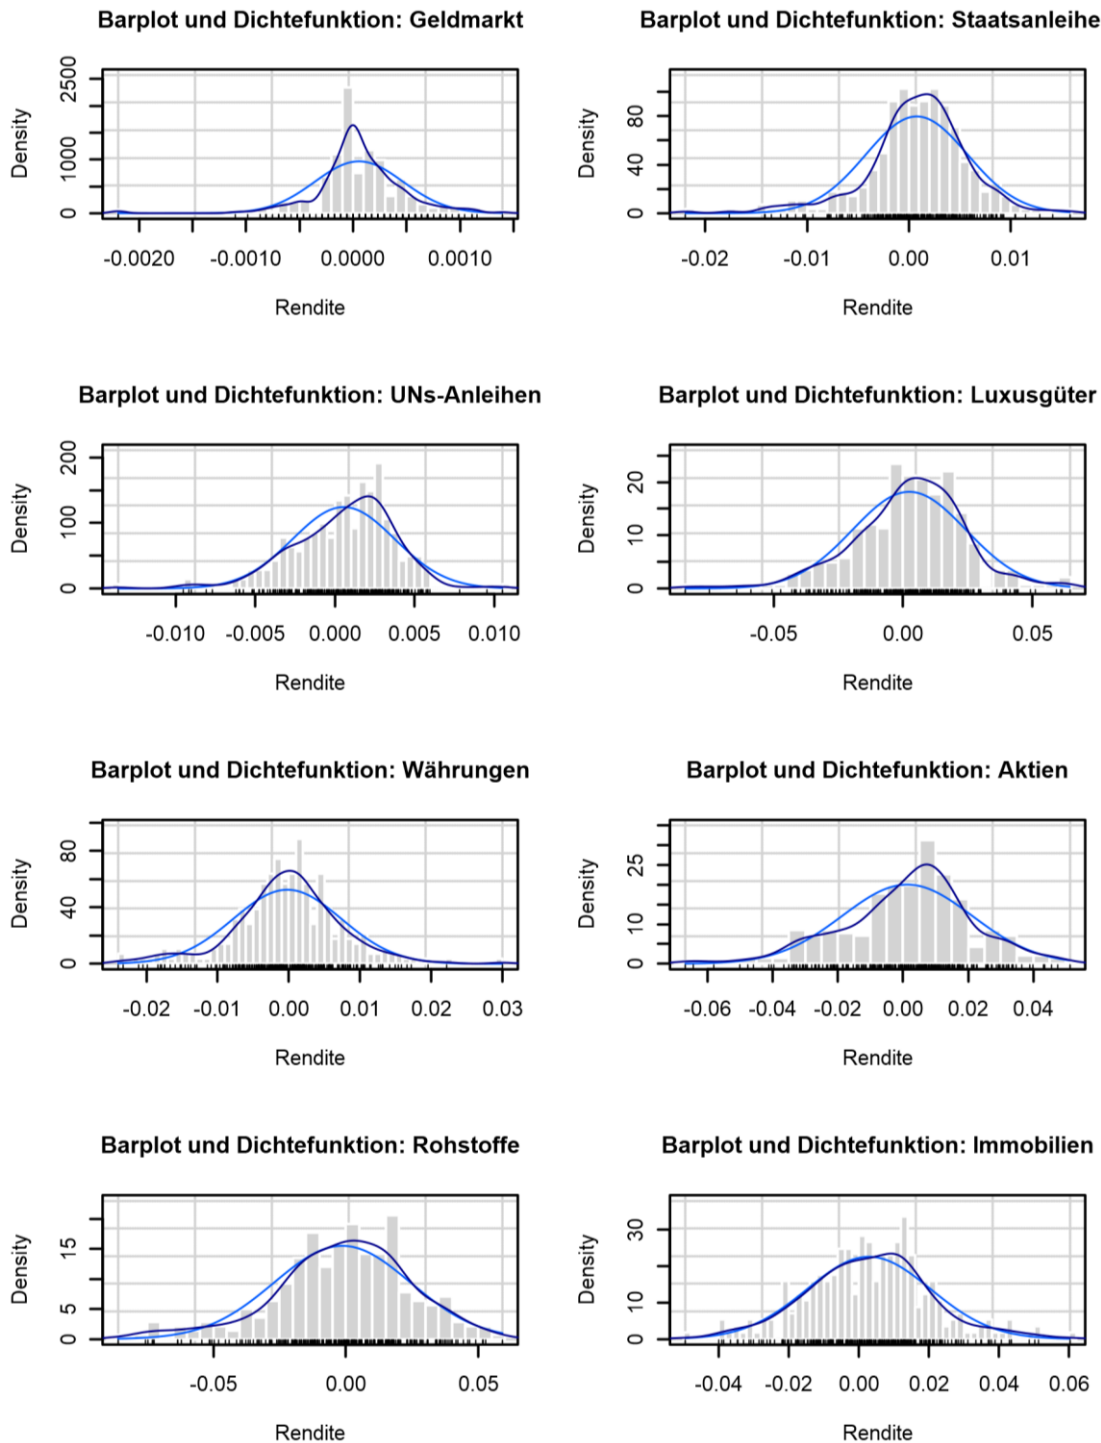 Barplot und Dichtefunktion: Geldmarkt
Density
0 1000 2500
-0.0020 -0.0010 0.0000 0.0010
Rendite
Barplot und Dichtefunktion: Staatsanleihe
Density
0 40 80
-0.02 -0.01 0.00 0.01
Rendite
Barplot und Dichtefunktion: UNs-Anleihen
Density
0 100 200
-0.010 -0.005 0.000 0.005 0.010
Rendite
Barplot und Dichtefunktion: Luxusgüter
Density
0 10 20
-0.05 0.00 0.05
Rendite
Barplot und Dichtefunktion: Währungen
Density
0 40 80
-0.02 -0.01 0.00 0.01 0.02 0.03
Rendite
Barplot und Dichtefunktion: Aktien
Density
0 10 25
-0.06 -0.04 -0.02 0.00 0.02 0.04
Rendite
Barplot und Dichtefunktion: Rohstoffe
Density
0 5 15
-0.05 0.00 0.05
Rendite
Barplot und Dichtefunktion: Immobilien
Density
0 10 30
-0.04 -0.02 0.00 0.02 0.04 0.06
Rendite